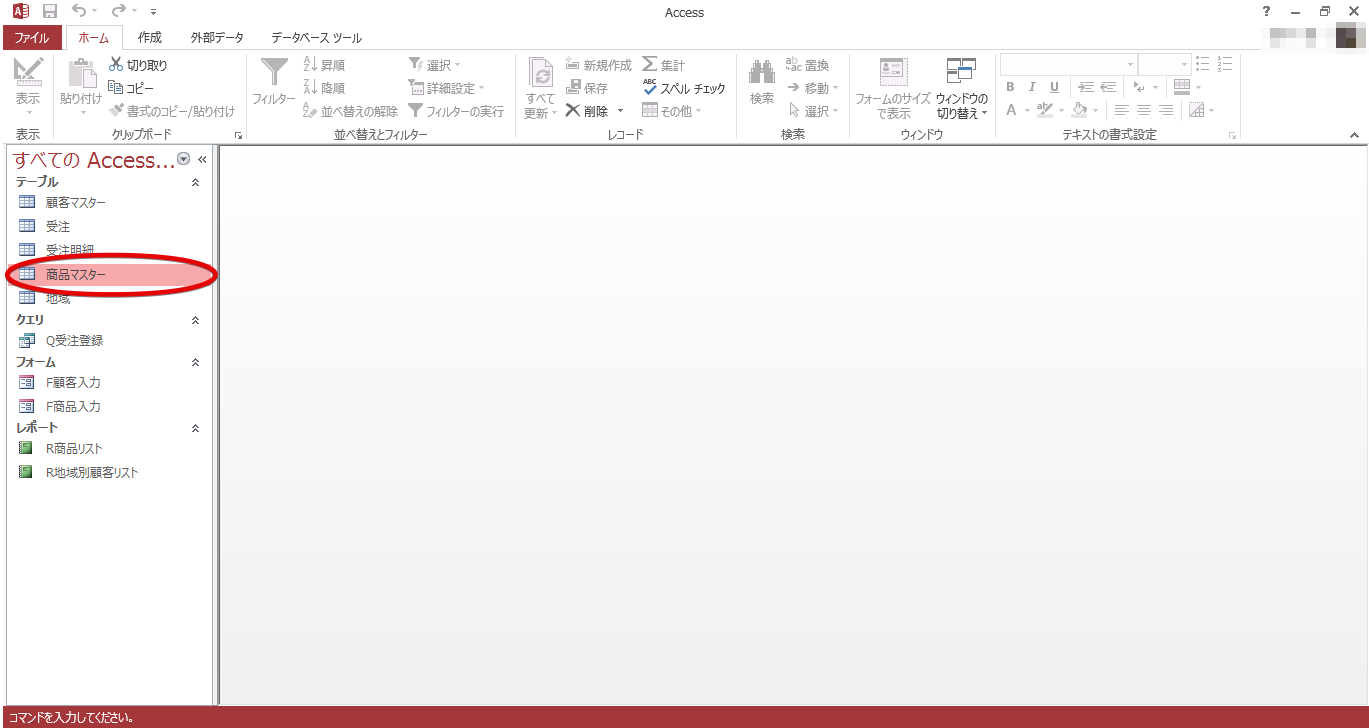 Access
?
ファイル ホーム 作成 外部データ データベース ツール
表示
貼り付け
切り取り
コピー
書式のコピー/貼り付け
フィルター
昇順
降順
並べ替えの解除
選択
詳細設定
フィルターの実行
すべて
更新
新規作成
保存
削除
集計
スペル チェック
その他
検索
置換
移動
選択
フォームのサイズ
で表示
ウィンドウの
切り替え
B I U
A
表示 クリップボード 並べ替えとフィルター レコード 検索 ウィンドウ テキストの書式設定
すべての Access...
テーブル
顧客マスター
受注
受注明細
商品マスター
地域
クエリ
Q受注登録
フォーム
F顧客入力
F商品入力
レポート
R商品リスト
R地域別顧客リスト
コマンドを入力してください。